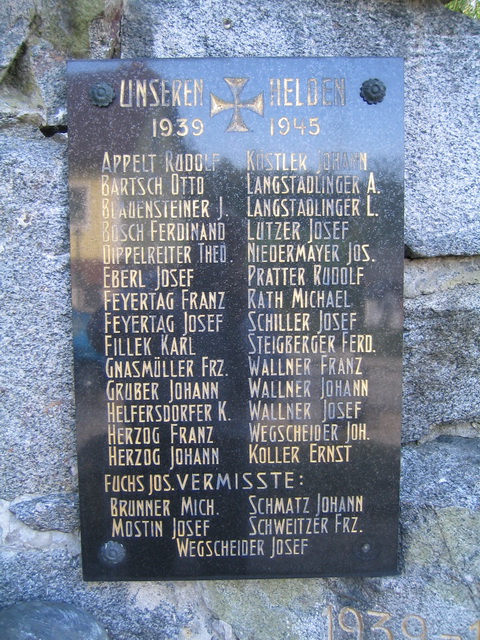 UNSEREN HELDEN
1939 1945
APPELT RUDOLF
BARTSCH OTTO
BLAUENSTEINER J.
BOSCH FERDINAND
DIPPELREITER THEO.
EBERL JOSEF
FEYERTAG FRANZ
FEYERTAG JOSEF
FILLEK KARL
GNASMÜLLER FRZ.
GRUBER JOHANN
HELFERSDORFER K.
HERZOG FRANZ
HERZOG JOHANN
KÖSTLER JOHANN
LANGSTADLINGER A.
LANGSTADLINGER L.
LUTZER JOSEF
NIEDERMAYER JOS.
PRATTER RUDOLF
RATH MICHAEL
SCHILLER JOSEF
STEIGBERGER FERD.
WALLNER FRANZ
WALLNER JOHANN
WALLNER JOSEF
WEGSCHEIDER JOH.
KOLLER ERNST
FUCHS JOS. VERMISSTE:
BRUNNER MICH. SCHMATZ JOHANN
MOSTIN JOSEF SCHWEITZER FRZ.
WEGSCHEIDER JOSEF
1939